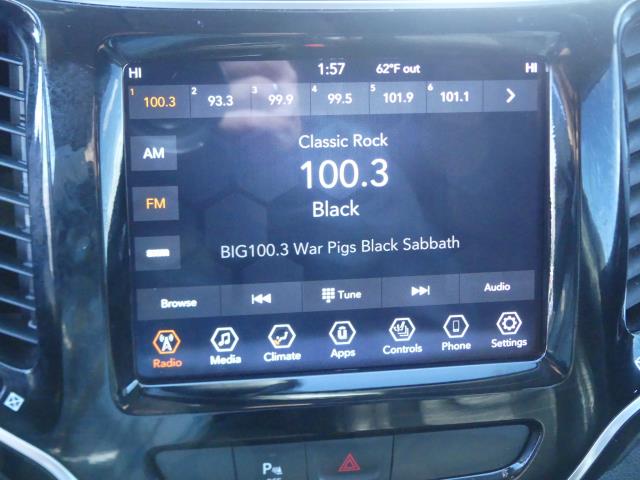 HI 1:57 62°F out HI
1 100.3 2 93.3 3 99.9 4 99.5 5 101.9 6 101.1
Classic Rock
AM
100.3
FM
Black
BIG100.3 War Pigs Black Sabbath
Browse Tune Audio
Radio Media Climate Apps Controls Phone Settings
P
OFF